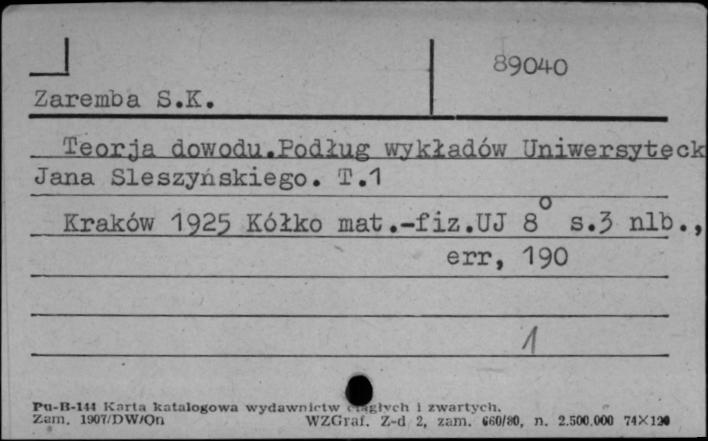 89040
Zaremba S.K.
Teorja dowodu.Podług wykładów Uniwersyteck
Jana Sleszyńskiego. T.1
Kraków 1925 Kółko mat.-fiz.UJ 8° s.3 nlb.,
err, 190
1
Pu-B-144 Karta katalogowa wydawnictw ciągłych i zwartych.
Zam. 1907/DW/On WZGraf. Z-d 2, zam. 660/80, n. 2.500.000 74×120